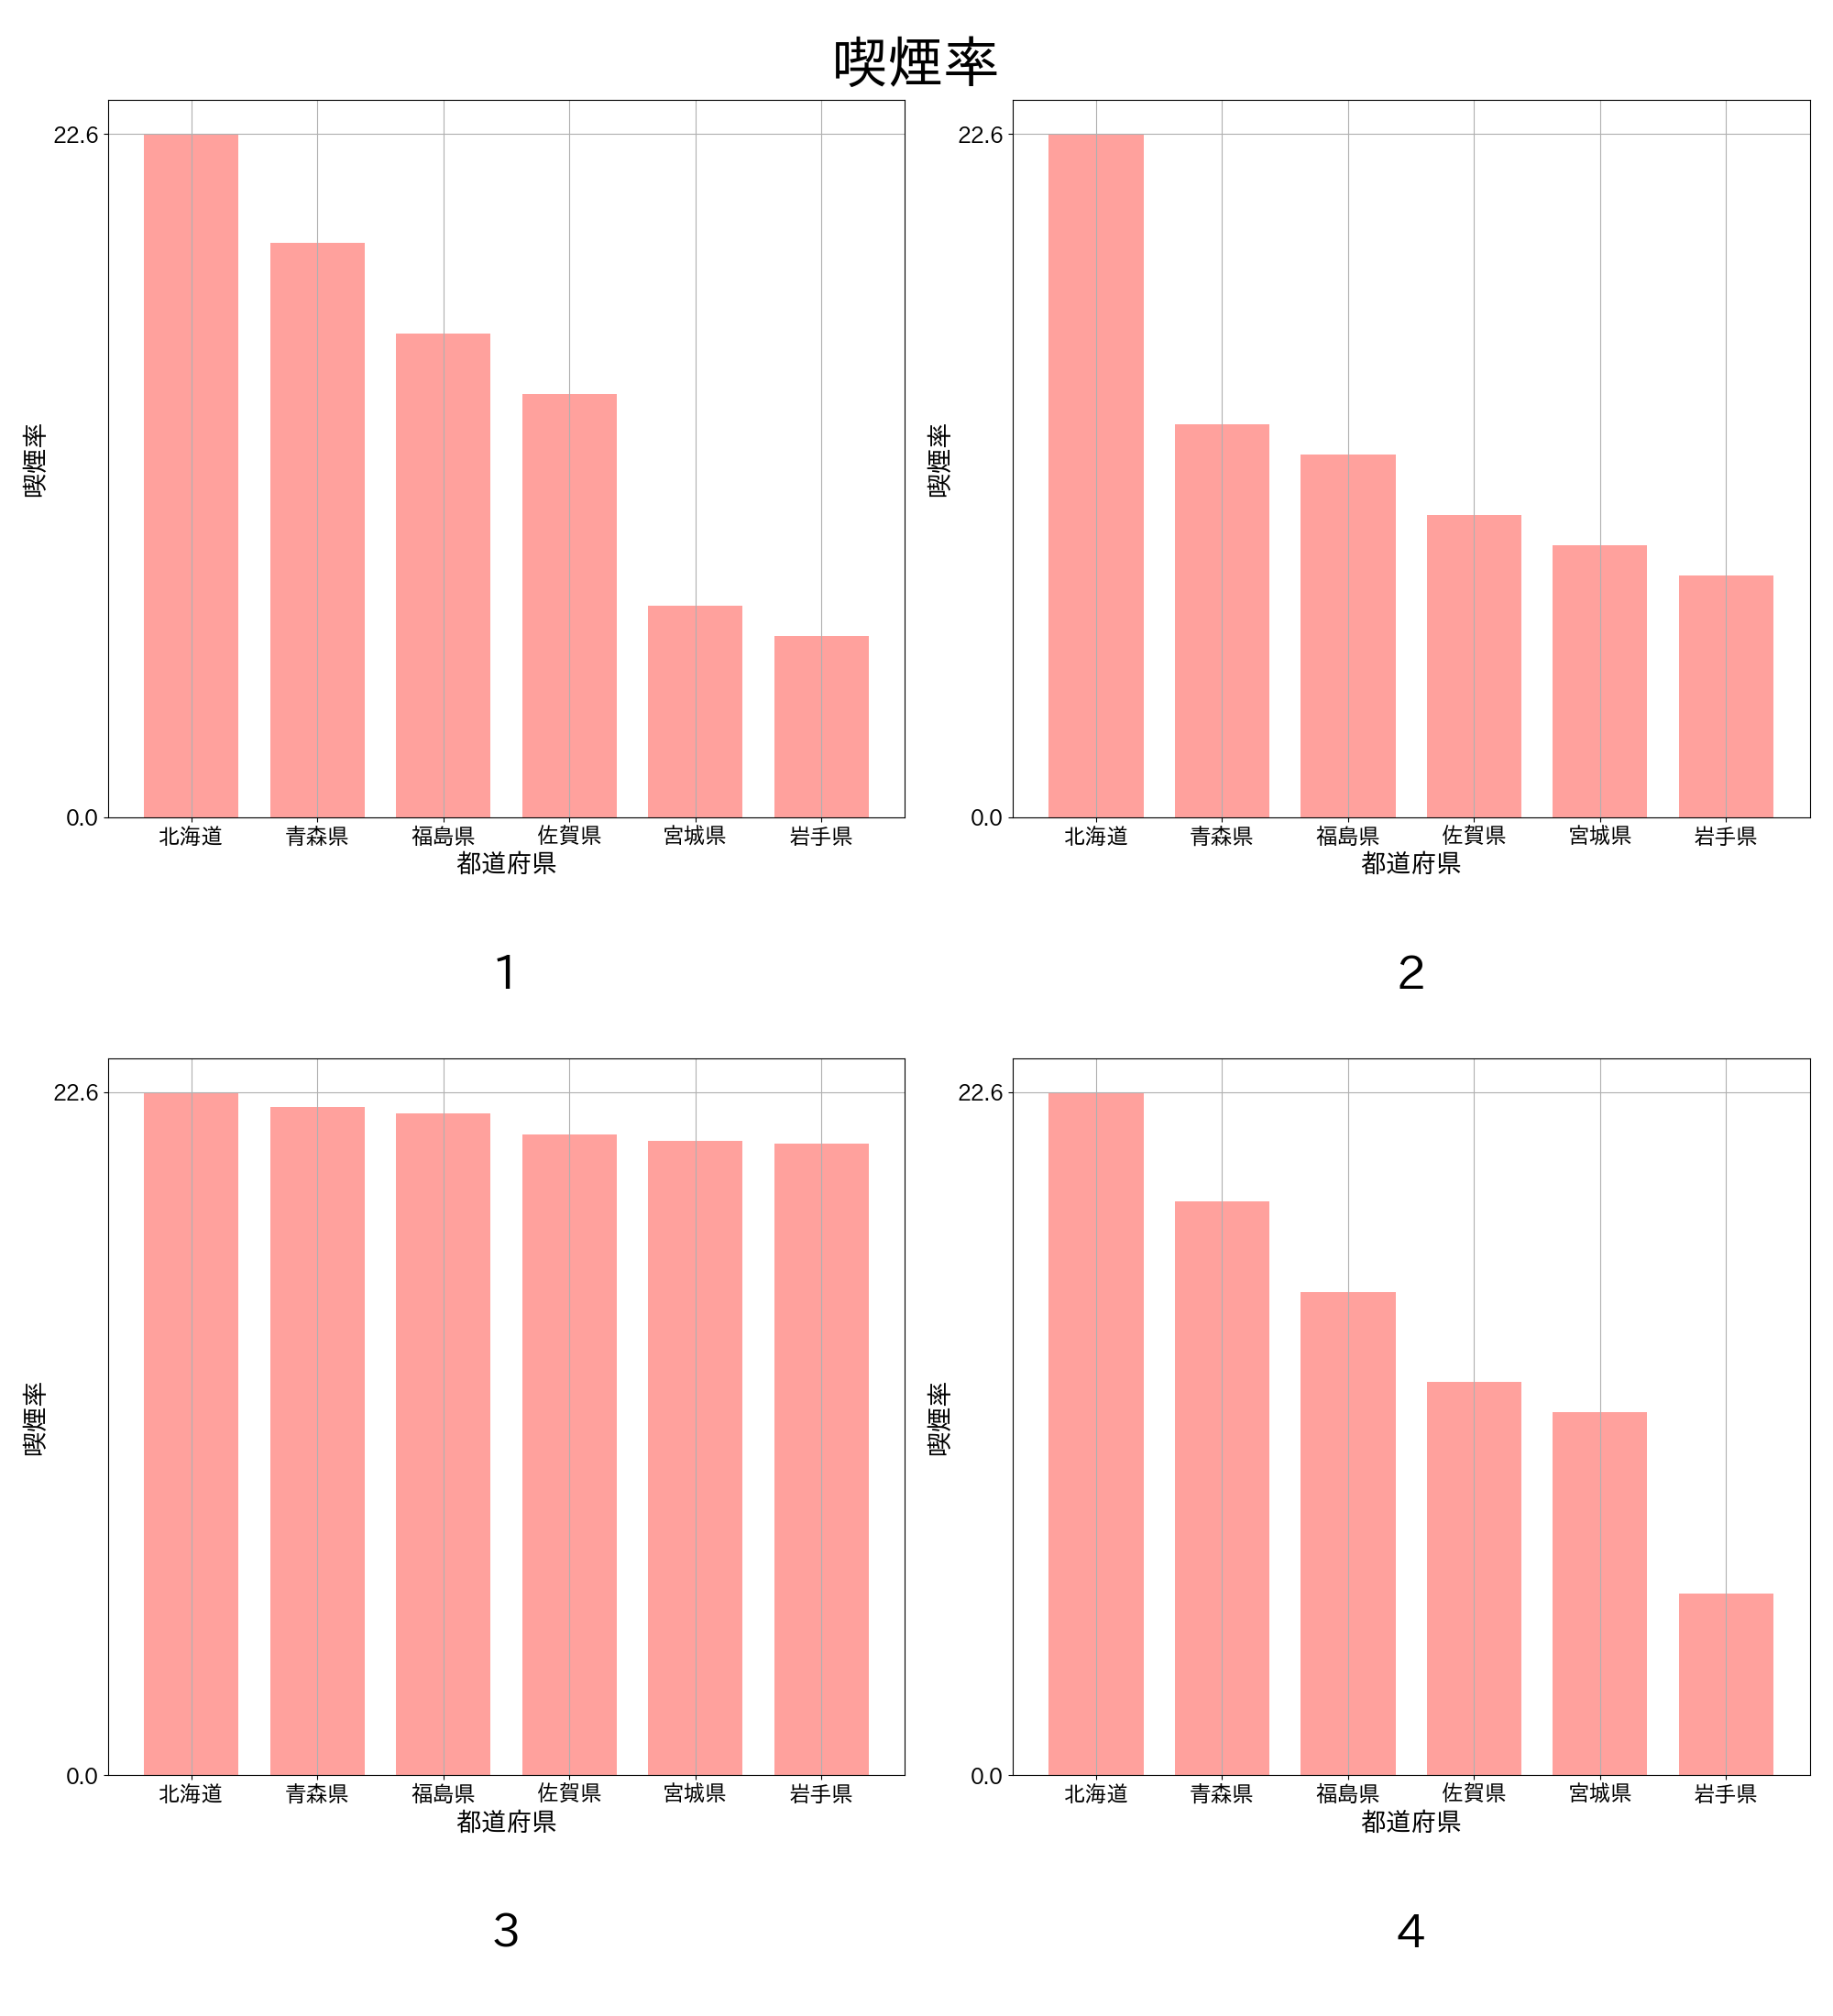 喫煙率
22.6
喫煙率
0.0
北海道 青森県 福島県 佐賀県 宮城県 岩手県
都道府県
1
22.6
喫煙率
0.0
北海道 青森県 福島県 佐賀県 宮城県 岩手県
都道府県
2
22.6
喫煙率
0.0
北海道 青森県 福島県 佐賀県 宮城県 岩手県
都道府県
3
22.6
喫煙率
0.0
北海道 青森県 福島県 佐賀県 宮城県 岩手県
都道府県
4